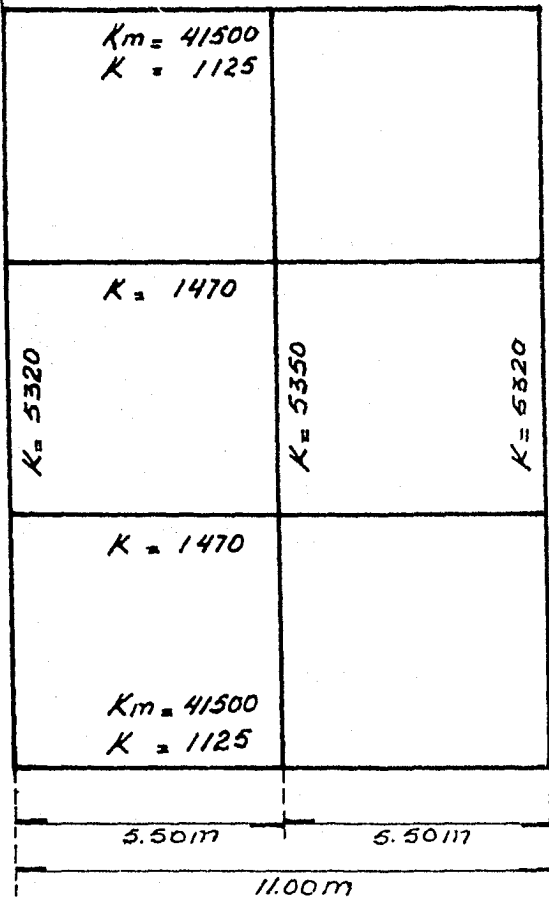 Km = 41500
K = 1125
K = 1470
K = 5320
K = 5350
K = 5320
K = 1470
Km = 41500
K = 1125
5.50m
5.50m
11.00m